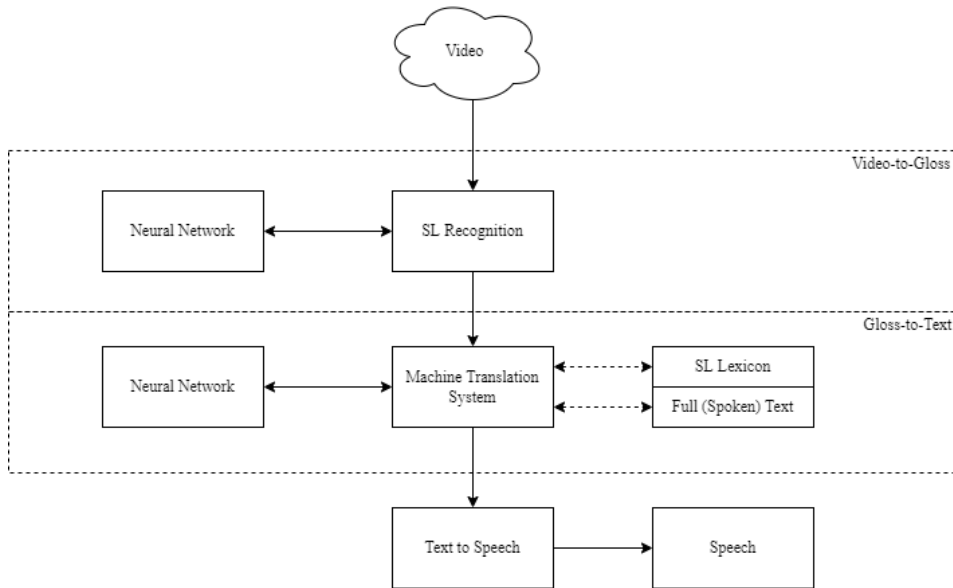 Video
Video-to-Gloss
Neural Network
SL Recognition
Gloss-to-Text
Neural Network
Machine Translation
System
SL Lexicon
Full (Spoken) Text
Text to Speech
Speech